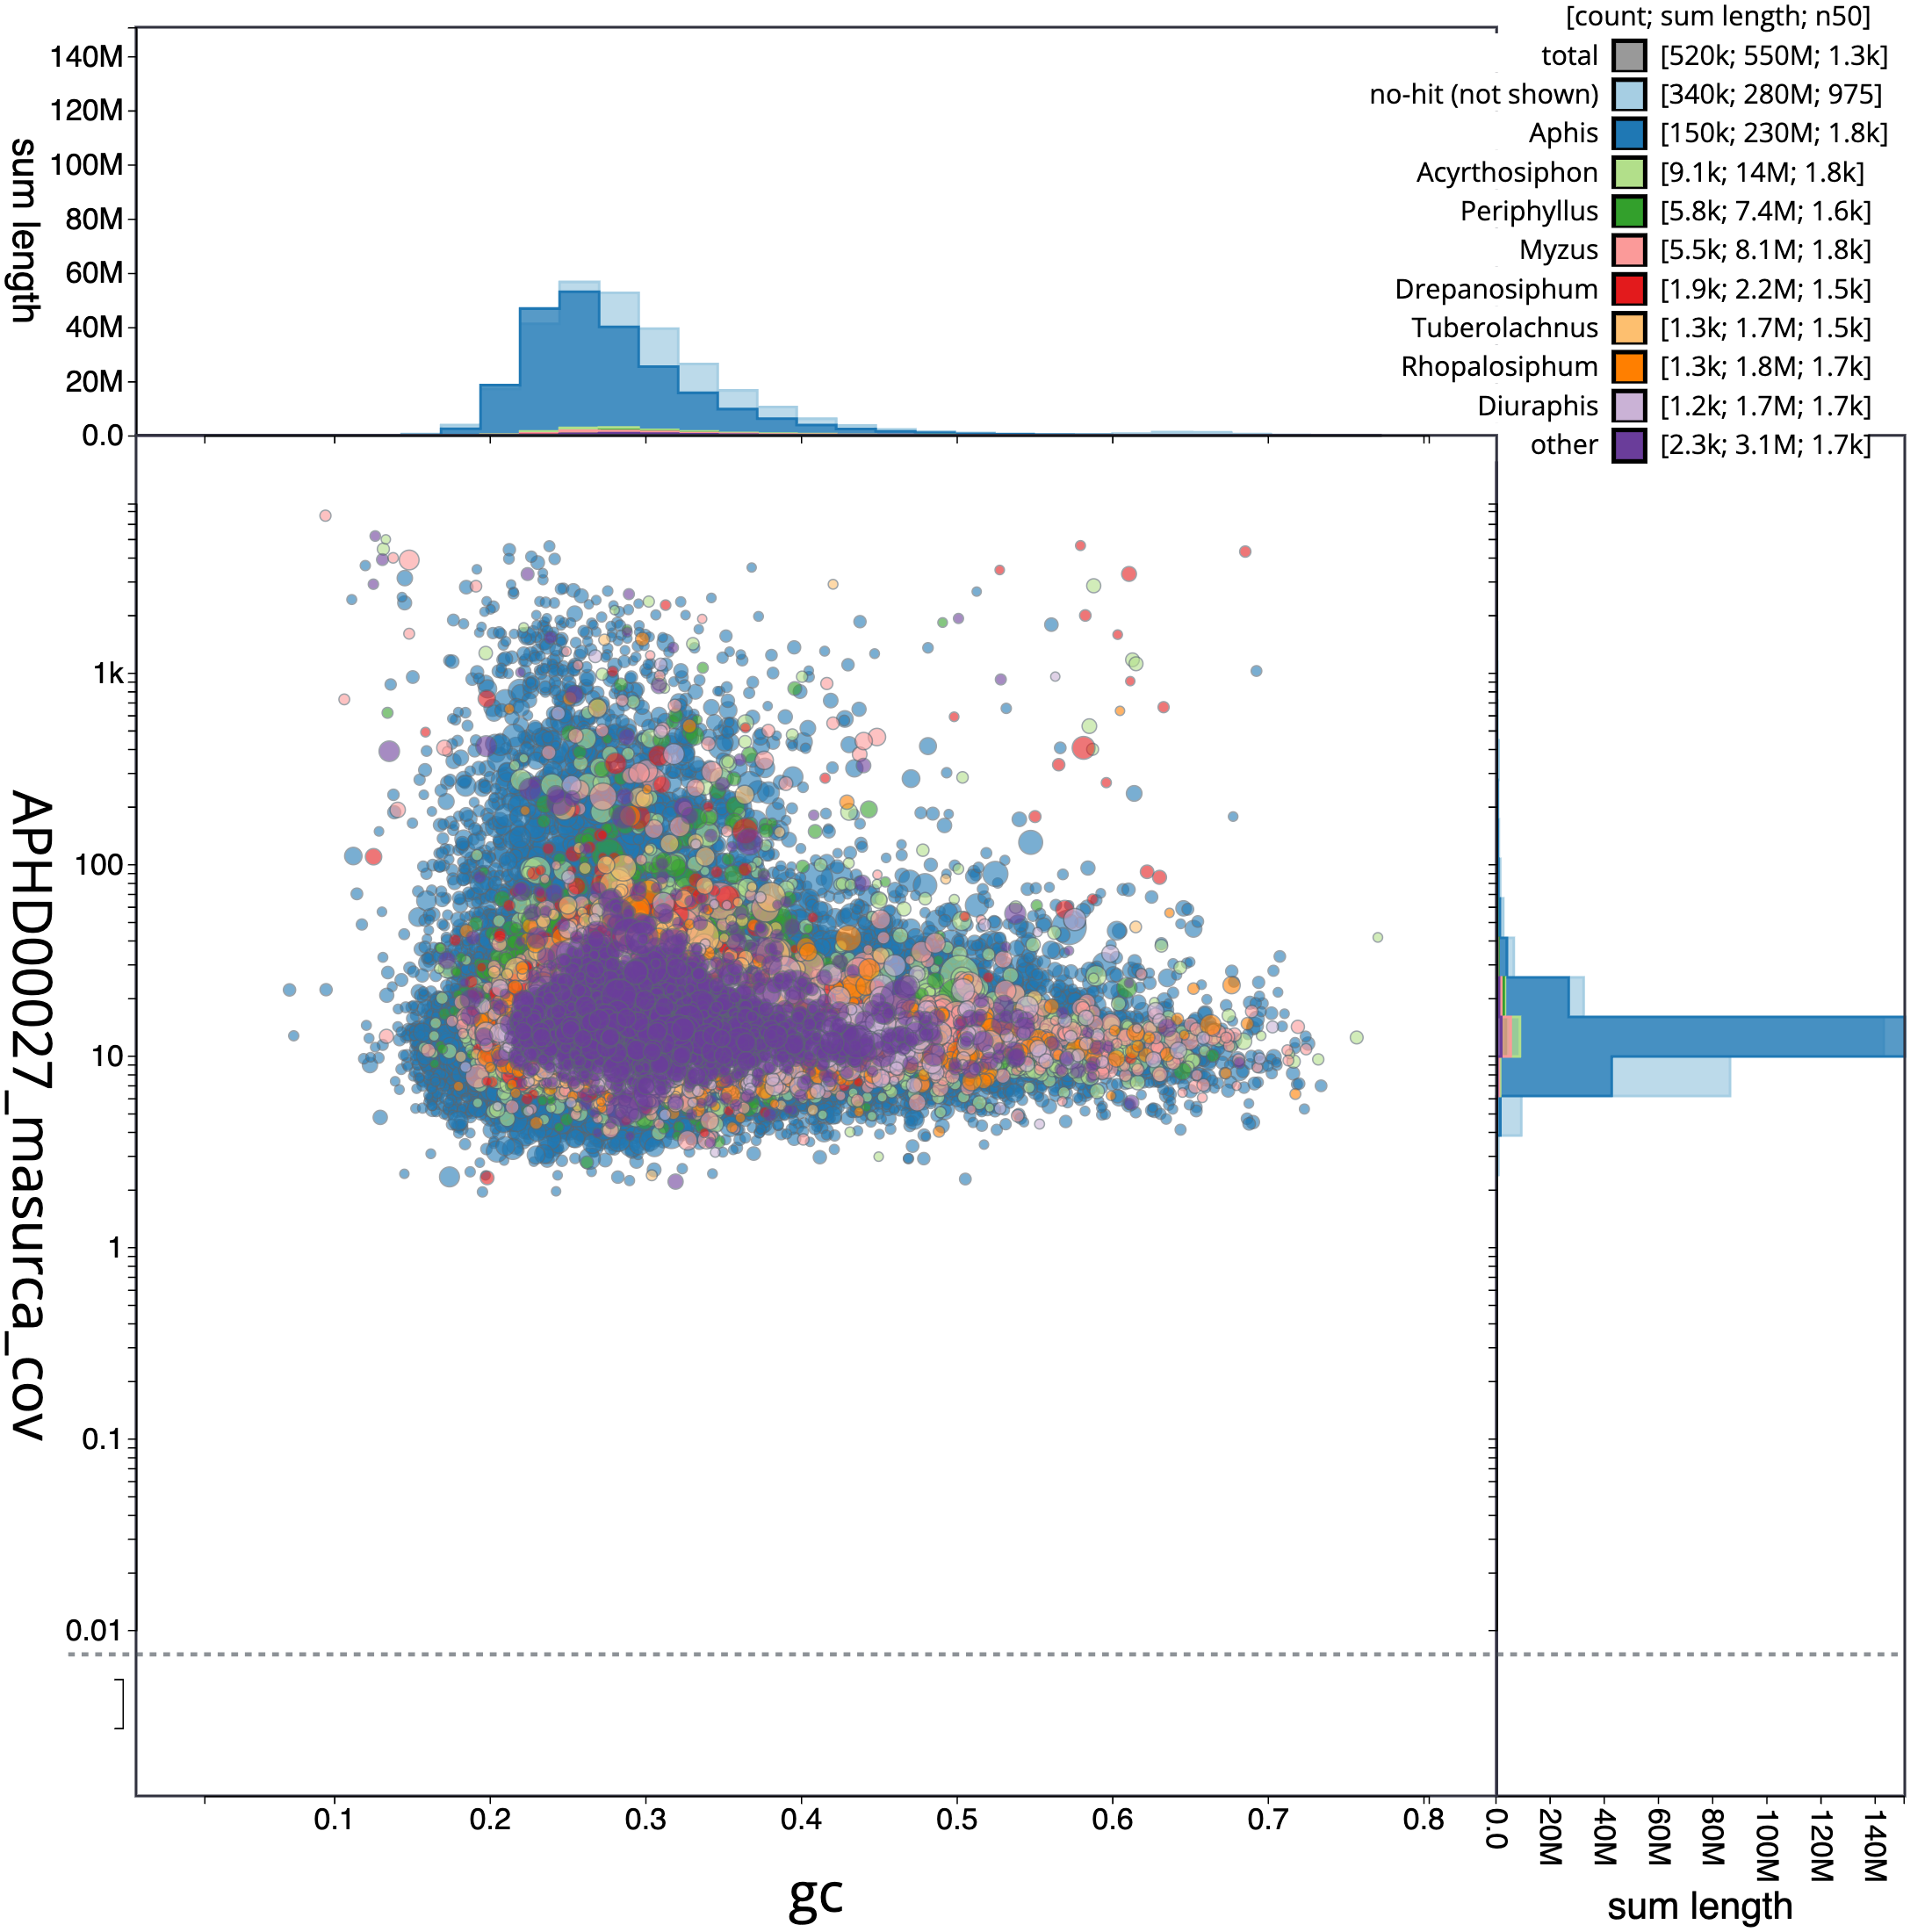 [count; sum length; n50]
total [520k; 550M; 1.3k]
no-hit (not shown) [340k; 280M; 975]
Aphis [150k; 230M; 1.8k]
Acyrthosiphon [9.1k; 14M; 1.8k]
Periphyllus [5.8k; 7.4M; 1.6k]
Myzus [5.5k; 8.1M; 1.8k]
Drepanosiphum [1.9k; 2.2M; 1.5k]
Tuberolachnus [1.3k; 1.7M; 1.5k]
Rhopalosiphum [1.3k; 1.8M; 1.7k]
Diuraphis [1.2k; 1.7M; 1.7k]
other [2.3k; 3.1M; 1.7k]
sum length
140M
120M
100M
80M
60M
40M
20M
0.0
APHD00027_masurca_cov
1k
100
10
1
0.1
0.01
0.1 0.2 0.3 0.4 0.5 0.6 0.7 0.8
gc
0.0 20M 40M 60M 80M 100M 120M 140M
sum length